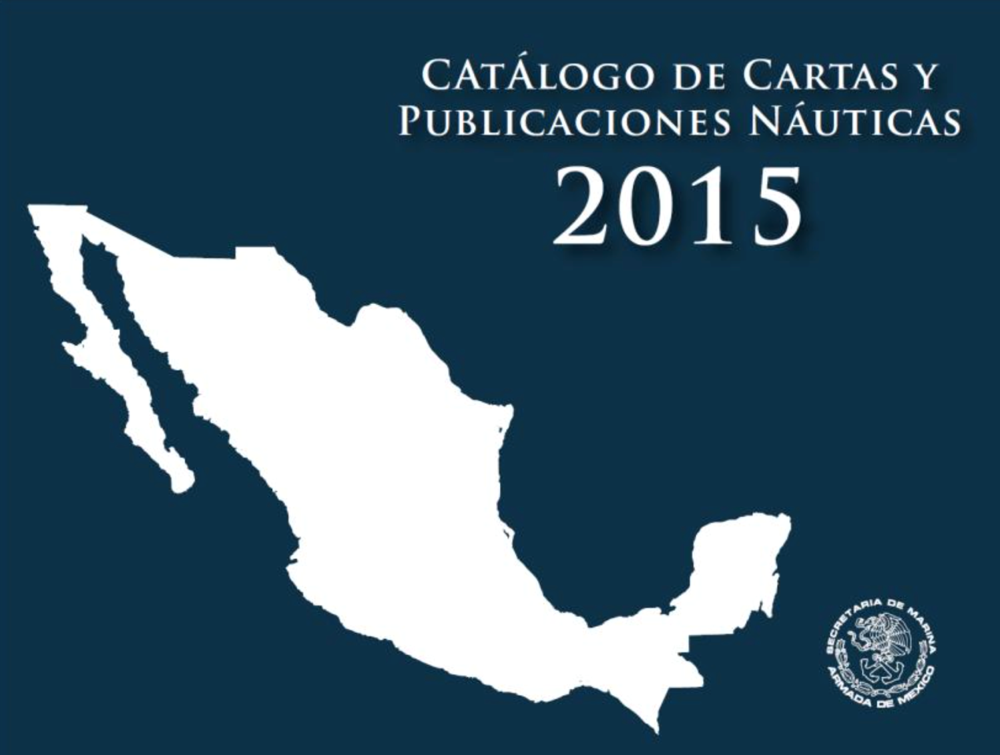 CATÁLOGO DE CARTAS Y
PUBLICACIONES NÁUTICAS
2015
SECRETARIA DE MARINA
ARMADA DE MEXICO